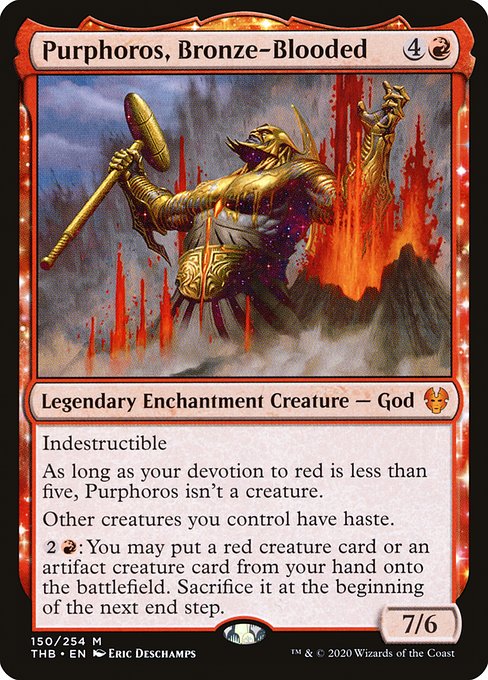 Purphoros, Bronze-Blooded 4
Legendary Enchantment Creature — God
Indestructible
As long as your devotion to red is less than
five, Purphoros isn't a creature.
Other creatures you control have haste.
2 : You may put a red creature card or an
artifact creature card from your hand onto
the battlefield. Sacrifice it at the beginning
of the next end step.
7/6
150/254 M
THB • EN Eric Deschamps
™ & © 2020 Wizards of the Coast